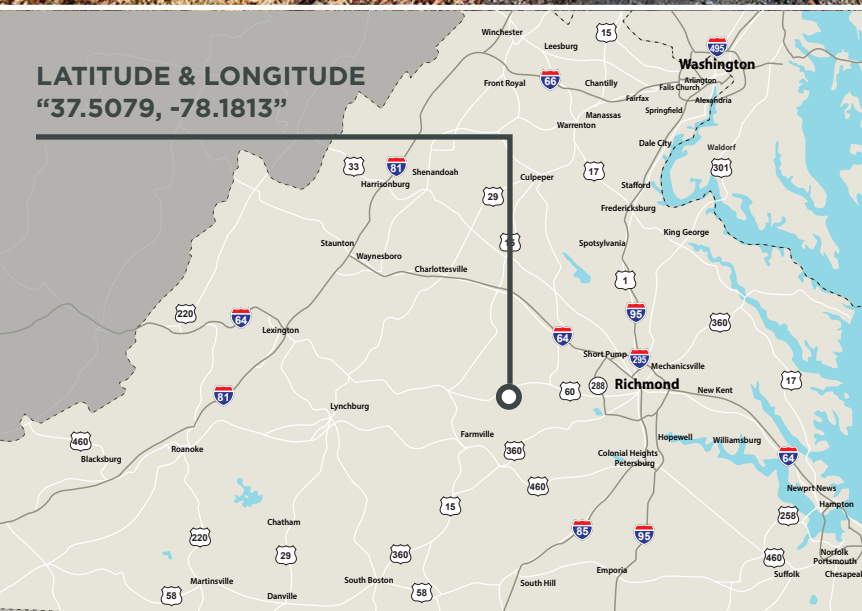 LATITUDE & LONGITUDE
“37.5079, -78.1813”
Winchester
15
Leesburg
495
Washington
Front Royal
66
Chantilly
Arlington
Falls Church
Fairfax
Alexandria
Springfield
Manassas
Warrenton
Dale City
Waldorf
33
81
Shenandoah
Harrisonburg
Culpeper
17
301
Stafford
29
Fredericksburg
King George
Staunton
15
Spotsylvania
Waynesboro
Charlottesville
1
220
64
95
360
Lexington
64
Short Pump
295
Mechanicsville
81
60
288
Richmond
New Kent
17
Lynchburg
Farmville
460
Blacksburg
Roanoke
360
Hopewell
Williamsburg
Colonial Heights
Petersburg
64
460
Newprt News
Hampton
15
258
Chatham
85
95
220
29
360
460
Norfolk
Portsmouth
Chesapeal
Suffolk
Emporia
Martinsville
South Boston
South Hill
58
Danville
58